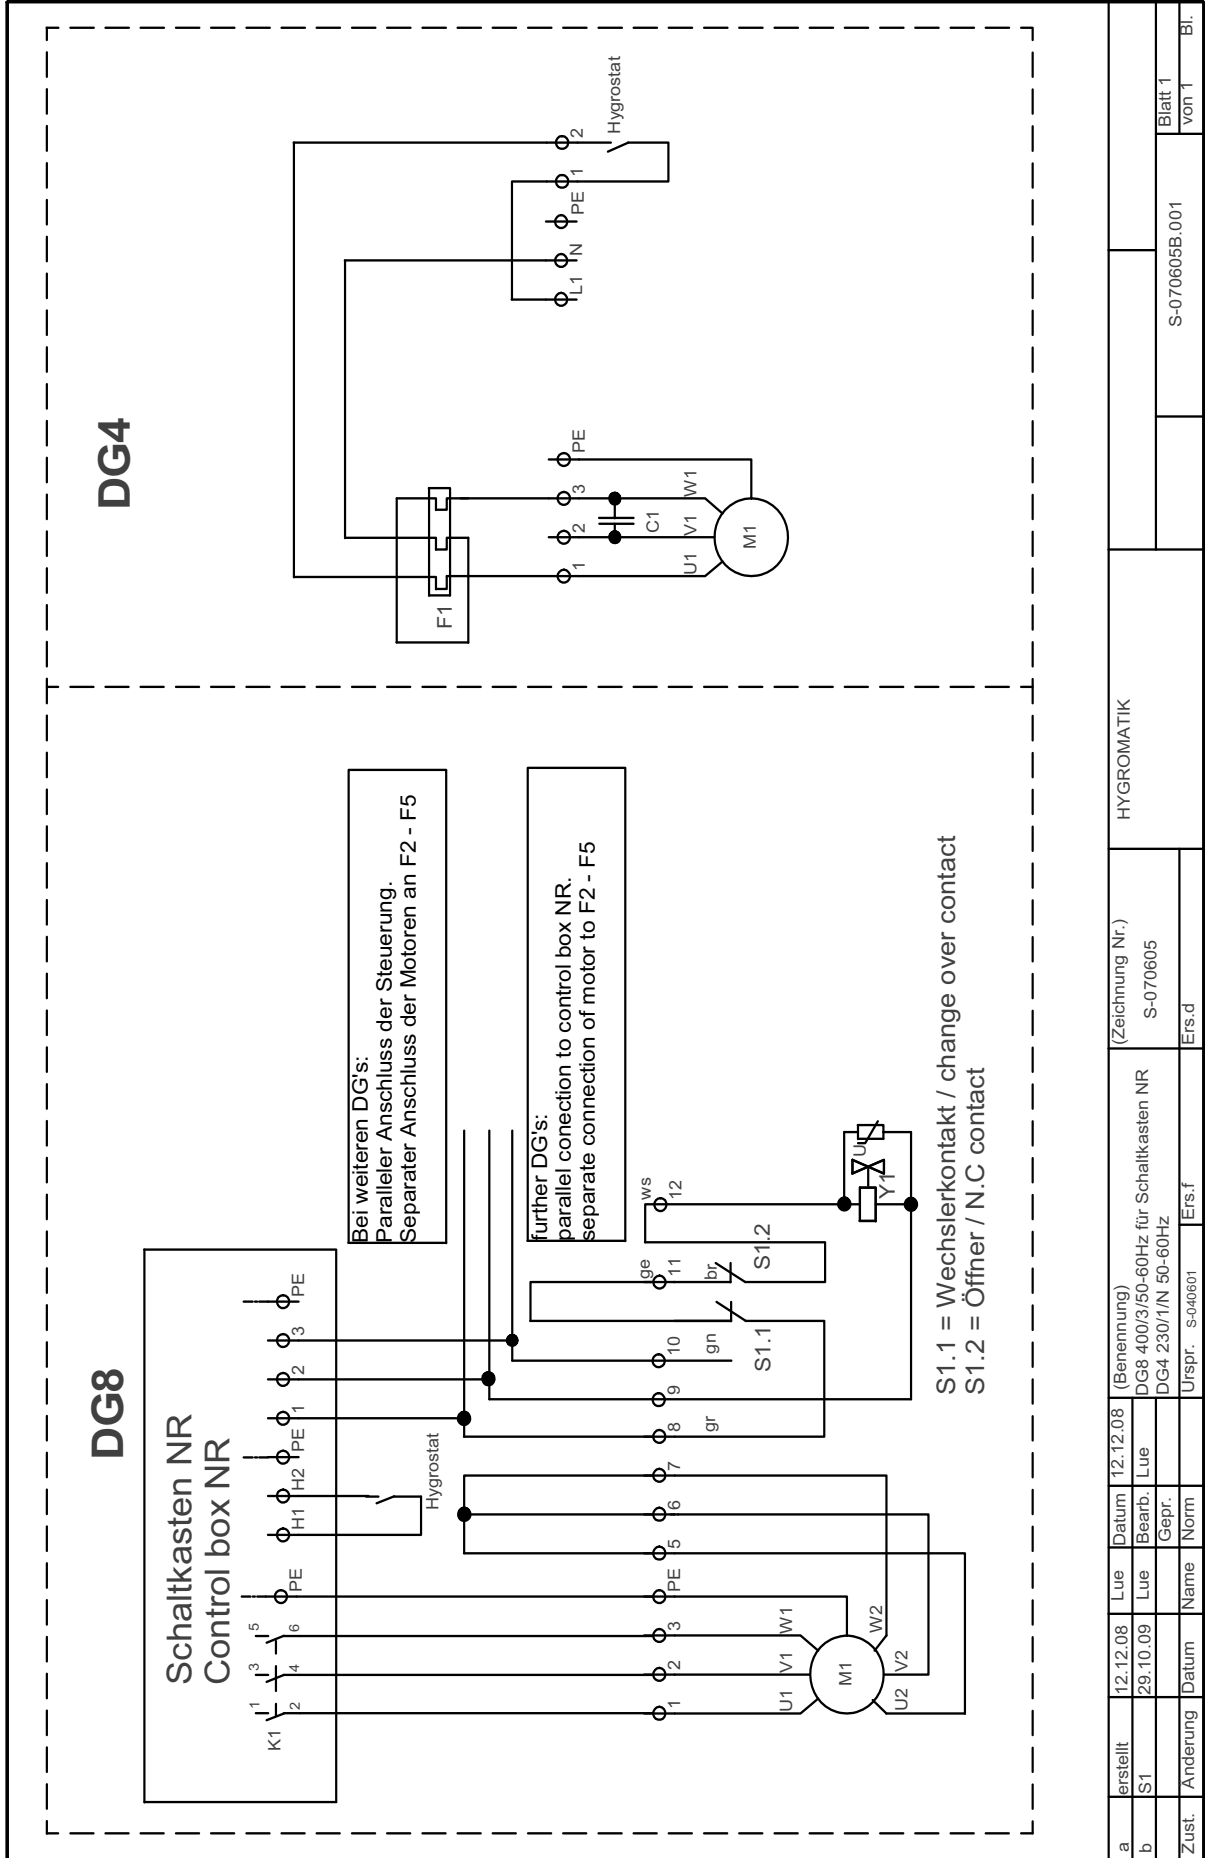 DG8
Schaltkasten NR
Control box NR
K1
1
2
3
4
5
6
PE
H1
H2
PE
1
2
3
PE
Hygrostat
Bei weiteren DG's:
Paralleler Anschluss der Steuerung.
Separater Anschluss der Motoren an F2 - F5
further DG's:
parallel conection to control box NR.
separate connection of motor to F2 - F5
1
2
3
PE
5
6
7
8
9
10
11
12
gr
gn
ge
br
ws
S1.1
S1.2
U1
V1
W1
M1
U2
V2
W2
Y1
U
S1.1 = Wechslerkontakt / change over contact
S1.2 = Öffner / N.C contact
DG4
F1
1
2
3
PE
C1
U1
V1
W1
M1
L1
N
PE
1
2
Hygrostat
a erstellt 12.12.08 Lue
b S1 29.10.09 Lue
Zust. Änderung Datum Name
Datum 12.12.08
Bearb. Lue
Gepr.
Norm
(Benennung)
DG8 400/3/50-60Hz für Schaltkasten NR
DG4 230/1/N 50-60Hz
Urspr. S-040601 Ers.f
(Zeichnung Nr.)
S-070605
Ers.d
HYGROMATIK
S-070605B.001
Blatt 1
von 1 Bl.